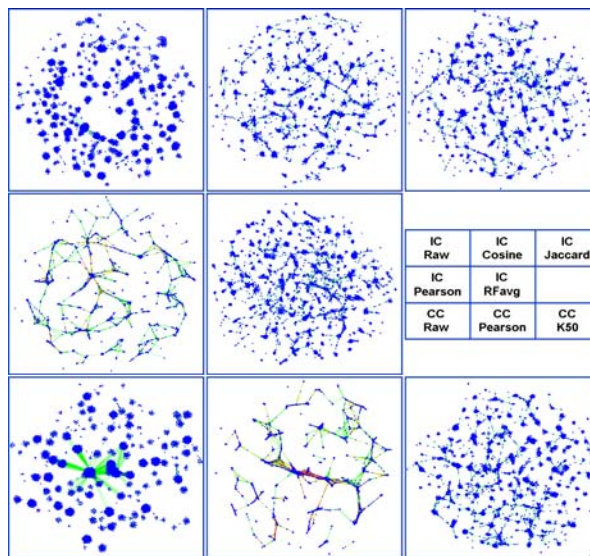 IC IC IC
Raw Cosine Jaccard
IC IC
Pearson RFavg
CC CC CC
Raw Pearson K50